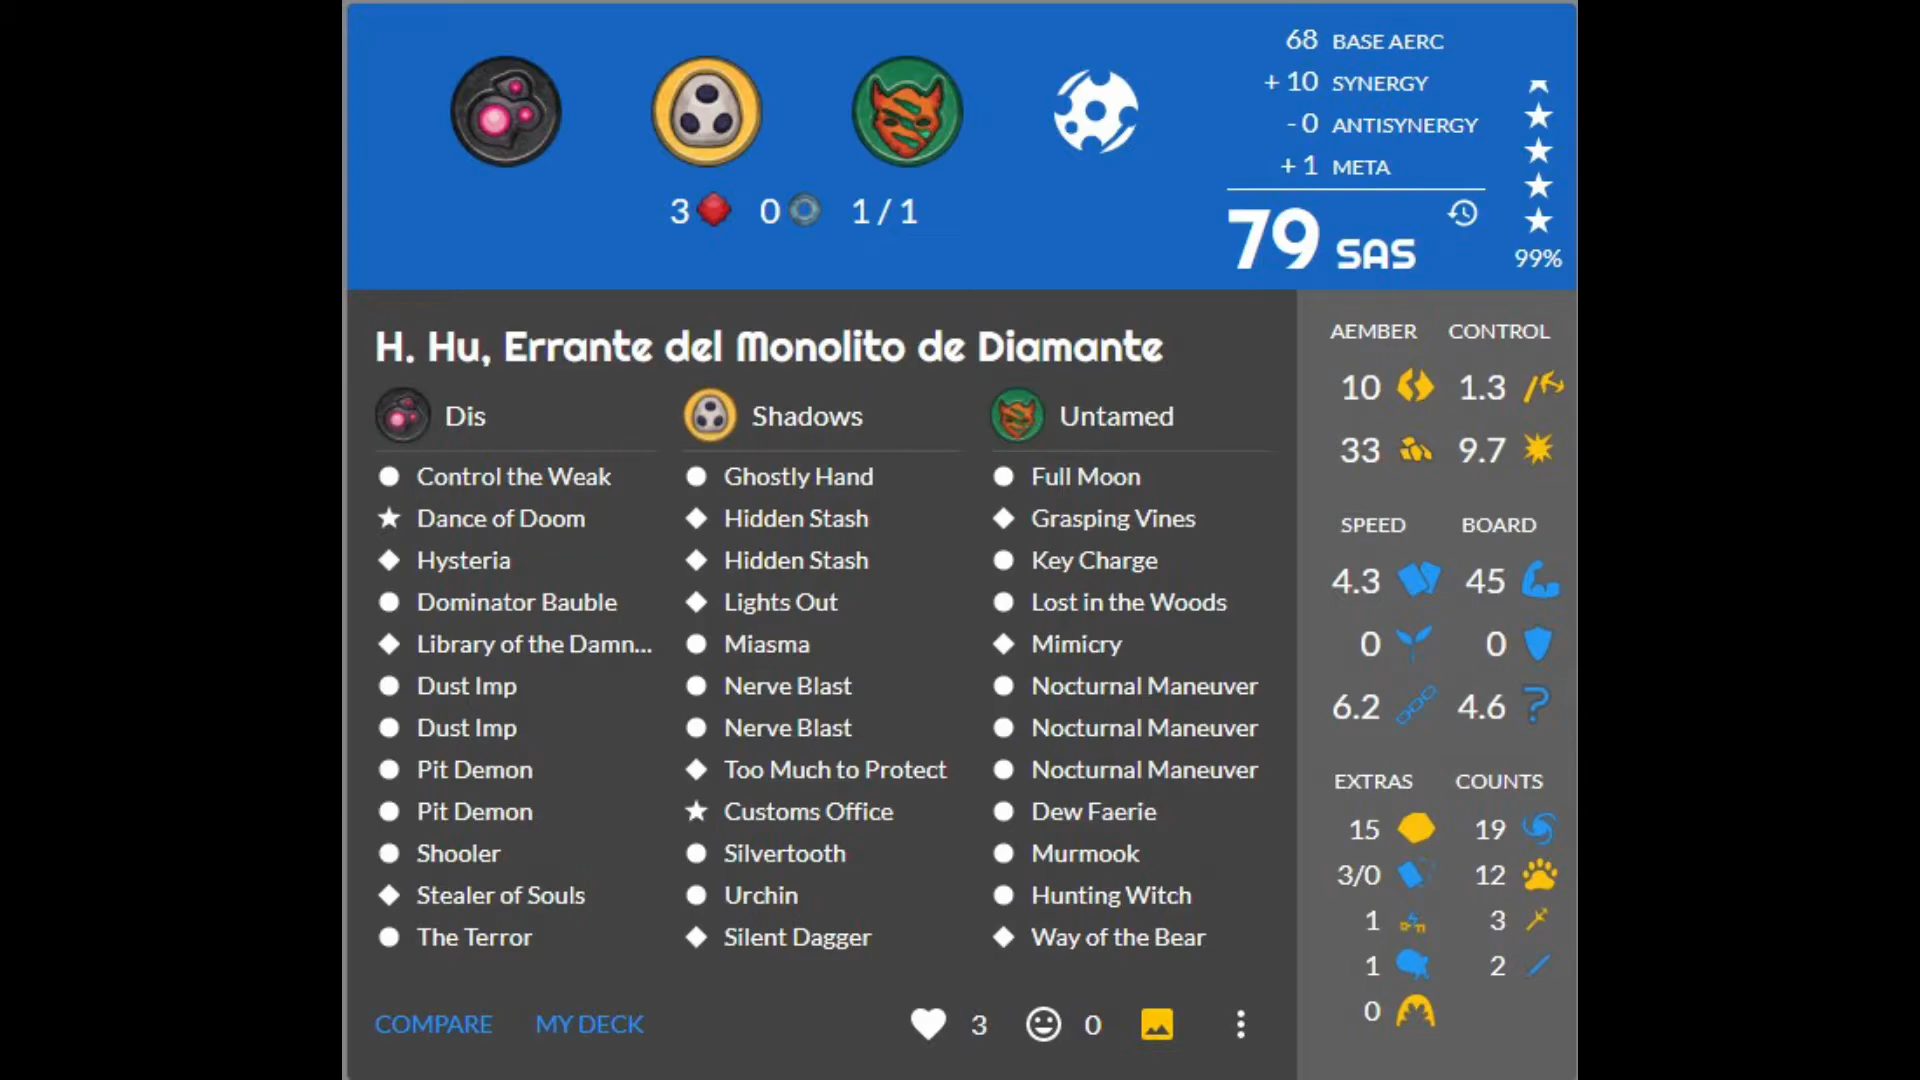 68 BASE AERC
+ 10 SYNERGY
- 0 ANTISYNERGY
+ 1 META
79 SAS
99%
3 0 1 / 1
H. Hu, Errante del Monolito de Diamante
Dis
Control the Weak
Dance of Doom
Hysteria
Dominator Bauble
Library of the Damn...
Dust Imp
Dust Imp
Pit Demon
Pit Demon
Shooler
Stealer of Souls
The Terror
Shadows
Ghostly Hand
Hidden Stash
Hidden Stash
Lights Out
Miasma
Nerve Blast
Nerve Blast
Too Much to Protect
Customs Office
Silvertooth
Urchin
Silent Dagger
Untamed
Full Moon
Grasping Vines
Key Charge
Lost in the Woods
Mimicry
Nocturnal Maneuver
Nocturnal Maneuver
Nocturnal Maneuver
Dew Faerie
Murmook
Hunting Witch
Way of the Bear
COMPARE MY DECK 3 0
AEMBER CONTROL
10 1.3
33 9.7
SPEED BOARD
4.3 45
0 0
6.2 4.6
EXTRAS COUNTS
15 19
3/0 12
1 3
1 2
0